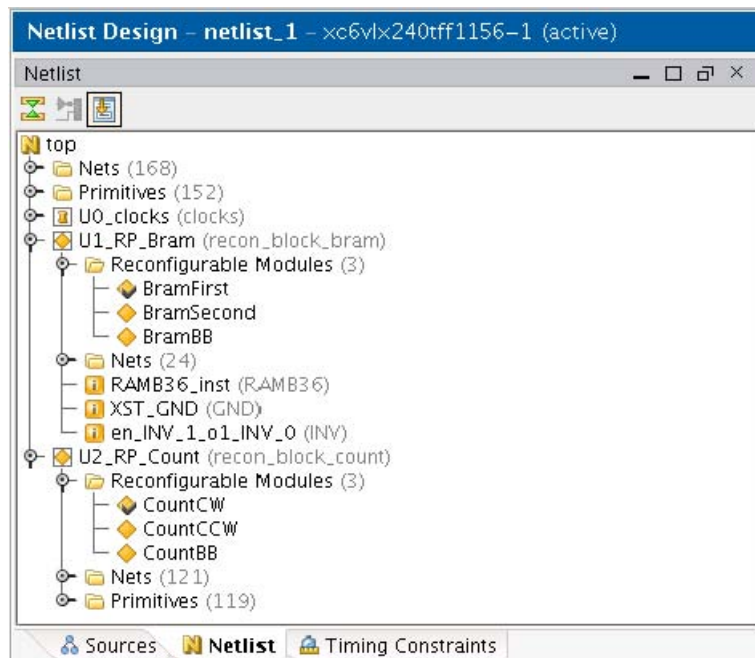 Netlist Design – netlist_1 – xc6vlx240tff1156–1 (active)
Netlist
top
Nets (168)
Primitives (152)
U0_clocks (clocks)
U1_RP_Bram (recon_block_bram)
Reconfigurable Modules (3)
BramFirst
BramSecond
BramBB
Nets (24)
RAMB36_inst (RAMB36)
XST_GND (GND)
en_INV_1_o1_INV_0 (INV)
U2_RP_Count (recon_block_count)
Reconfigurable Modules (3)
CountCW
CountCCW
CountBB
Nets (121)
Primitives (119)
Sources Netlist Timing Constraints